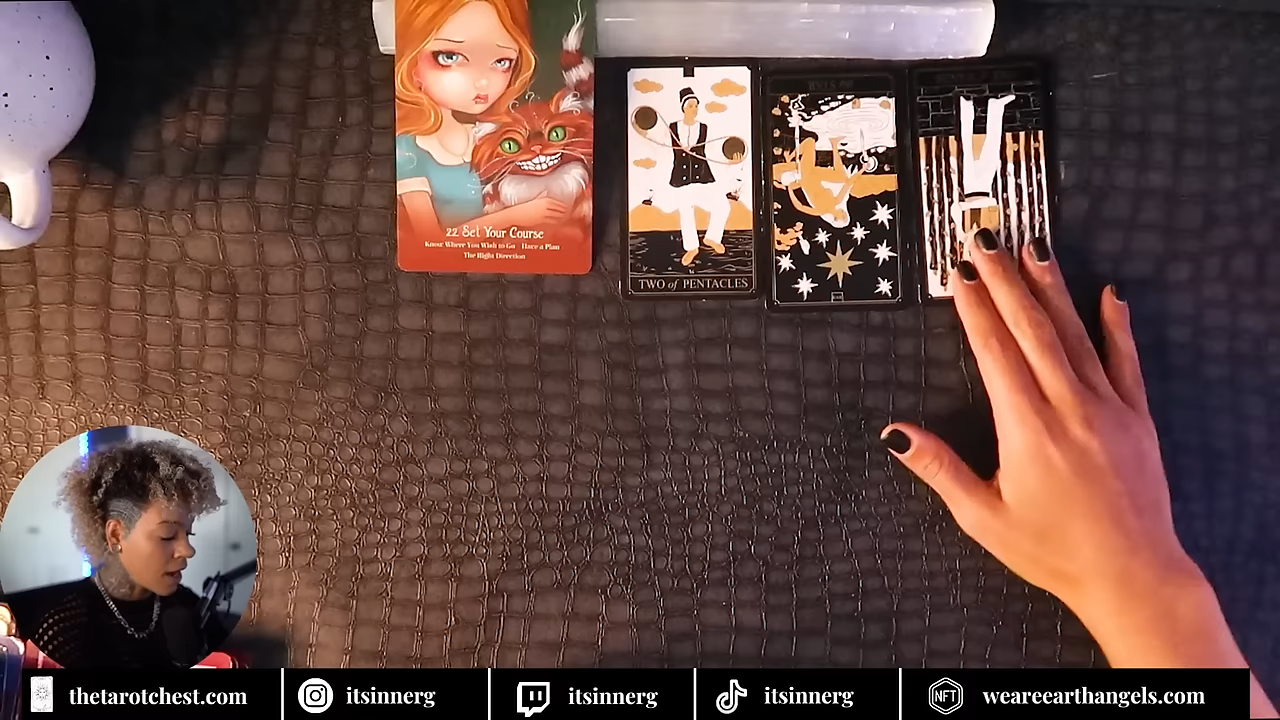 22 Set Your Course
Know Where You Wish to Go Have a Plan
The Right Direction
TWO of PENTACLES
thetarotchest.com
itsinnerg
itsinnerg
itsinnerg
NFT
weareearthangels.com